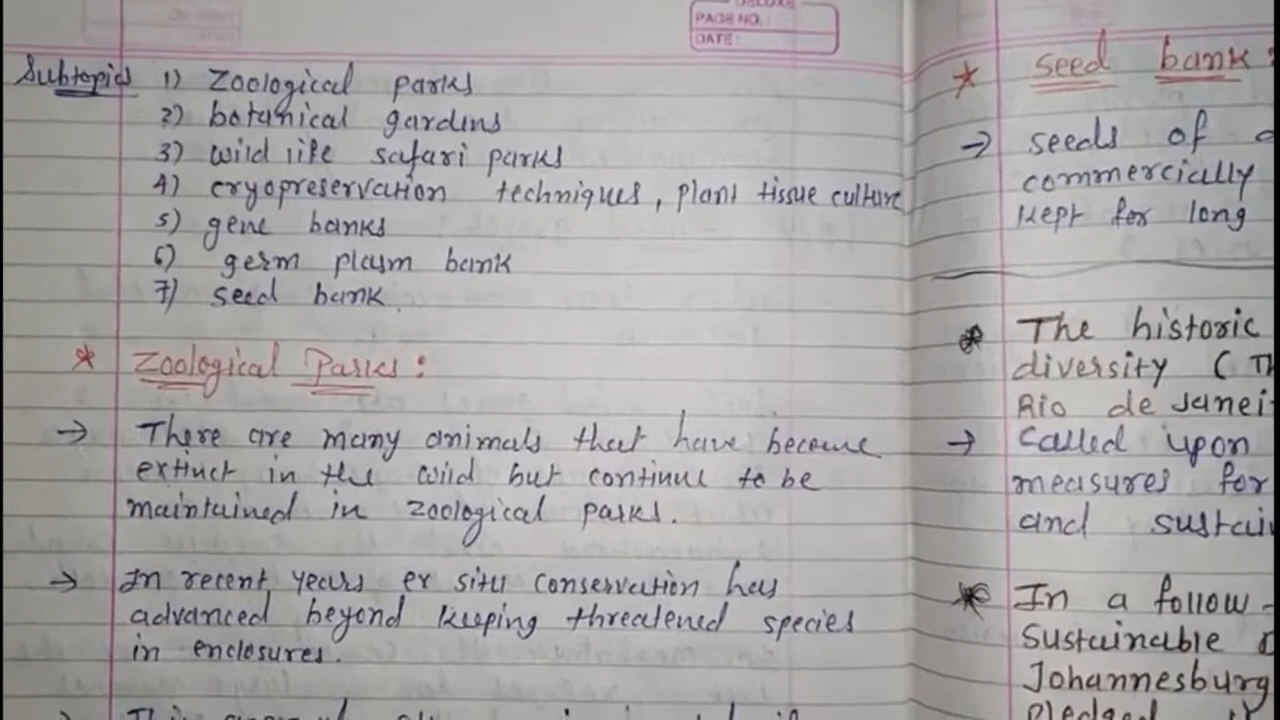 DELUXE
PAGE NO.:
DATE:
Subtopics 1) Zoological parks
2) botanical gardens
3) wild life safari parks
4) cryopreservation techniques, plant tissue culture
5) gene banks
6) germ plasm bank
7) seed bank.
* Zoological Parks:
→ There are many animals that have become
extinct in the wild but continue to be
maintained in zoological parks.
→ In recent years ex situ conservation has
advanced beyond keeping threatened species
in enclosures.
* seed bank:
→ seeds of
commercially
kept for long
* The historic
diversity (Th
Rio de Janei
→ called upon
measures for
and sustai
* In a follow-
Sustainable
Johannesburg
pledged